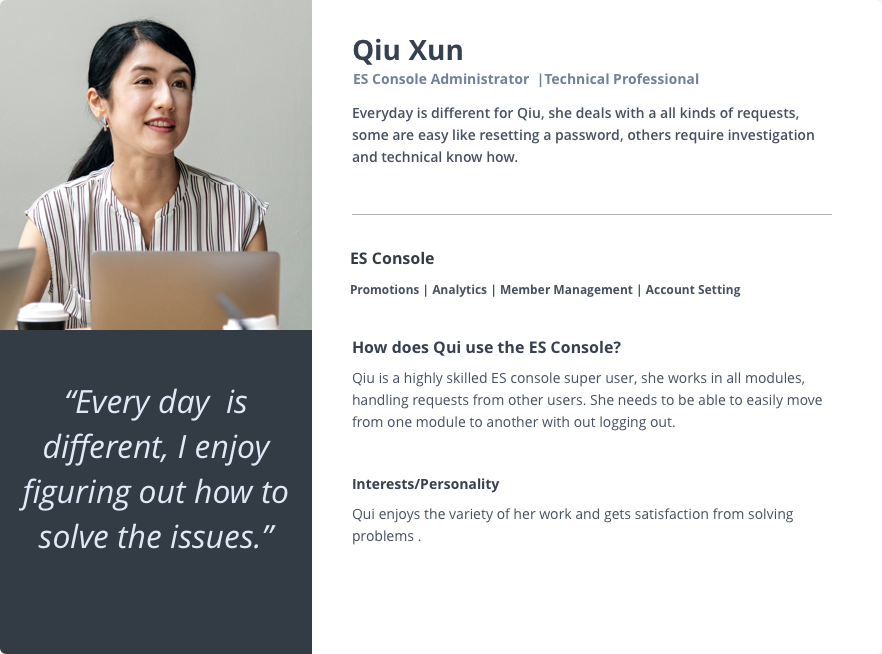 Qiu Xun
ES Console Administrator |Technical Professional
Everyday is different for Qiu, she deals with a all kinds of requests,
some are easy like resetting a password, others require investigation
and technical know how.
ES Console
Promotions | Analytics | Member Management | Account Setting
How does Qui use the ES Console?
Qiu is a highly skilled ES console super user, she works in all modules,
handling requests from other users. She needs to be able to easily move
from one module to another with out logging out.
Interests/Personality
Qui enjoys the variety of her work and gets satisfaction from solving
problems .
“Every day is
different, I enjoy
figuring out how to
solve the issues.”